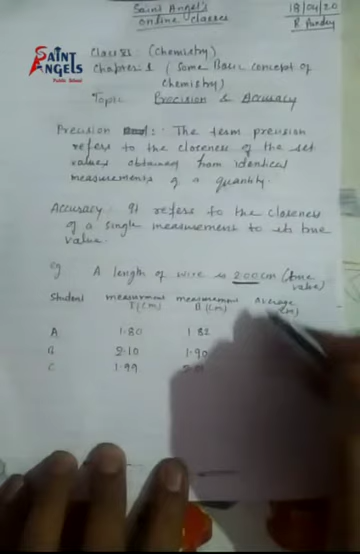 Saint Angel's
online classes
18/04/20
R Pandey
SAINT
ANGELS
Public School
Class XI: (Chemistry)
Chapter 1 (Some Basic concept of
Chemistry)
Topic Precision & Accuracy
Precision : The term precision
refers to the closeness of the set
values obtained from identical
measurements of a quantity.
Accuracy: It refers to the closeness
of a single measurement to its true
value.
eg A length of wire is 2.00cm (true
value)
Student measurement measurement Average
(cm) B (cm) (cm)
A 1.80 1.82
B 2.10 1.90
C 1.99